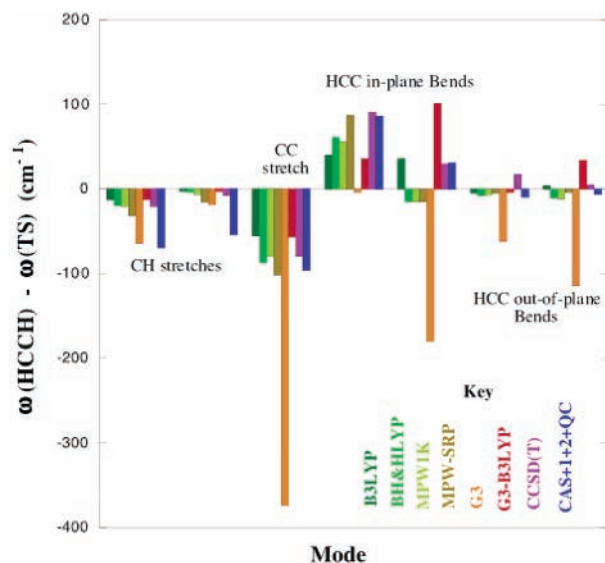 200
100
0
-100
-200
-300
-400
ω(HCCH) - ω(TS) (cm⁻¹)
HCC in-plane Bends
CC
stretch
CH stretches
HCC out-of-plane
Bends
Key
B3LYP
BH&HLYP
MPW1K
MPW-SRP
G3
G3-B3LYP
CCSD(T)
CAS+1+2+QC
Mode